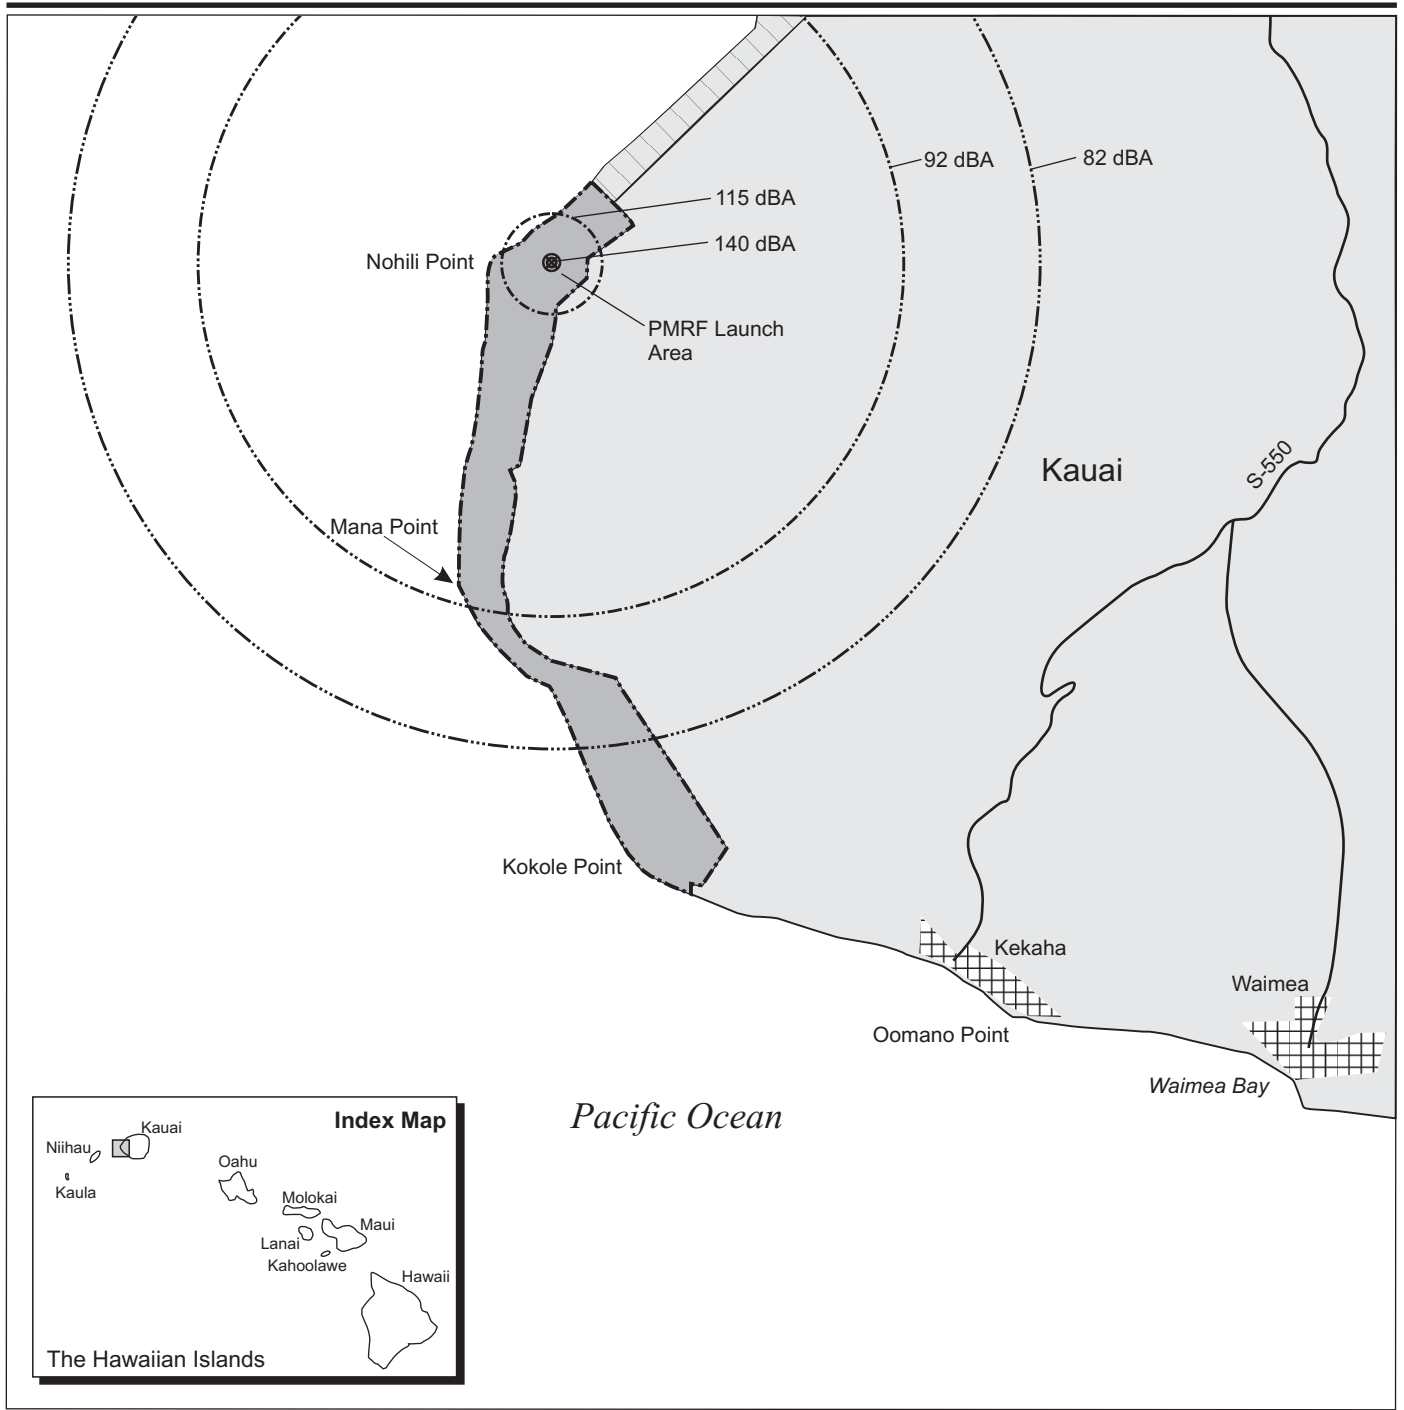 92 dBA
82 dBA
115 dBA
140 dBA
Nohili Point
PMRF Launch
Area
Kauai
S-550
Mana Point
Kokole Point
Kekaha
Waimea
Oomano Point
Waimea Bay
Pacific Ocean
Index Map
Kauai
Niihau
Kaula
Oahu
Molokai
Maui
Lanai
Kahoolawe
Hawaii
The Hawaiian Islands